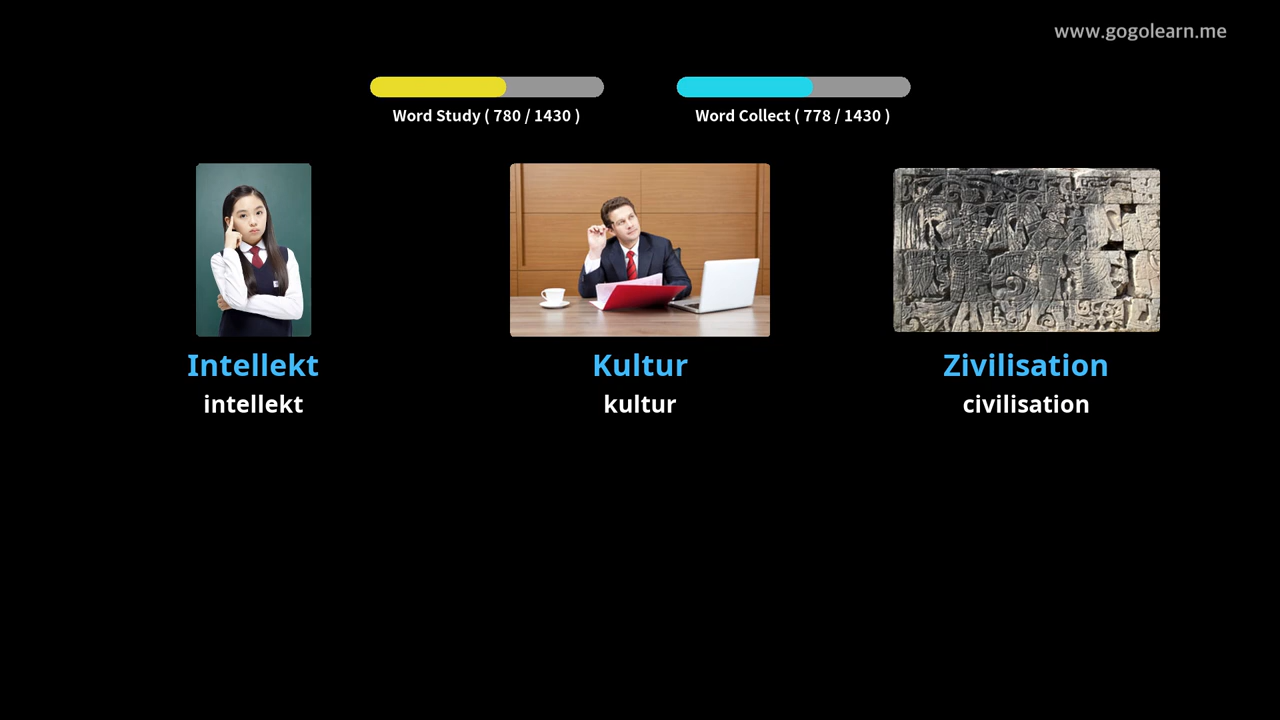 www.gogolearn.me
Word Study ( 780 / 1430 )
Word Collect ( 778 / 1430 )
Intellekt
intellekt
Kultur
kultur
Zivilisation
civilisation